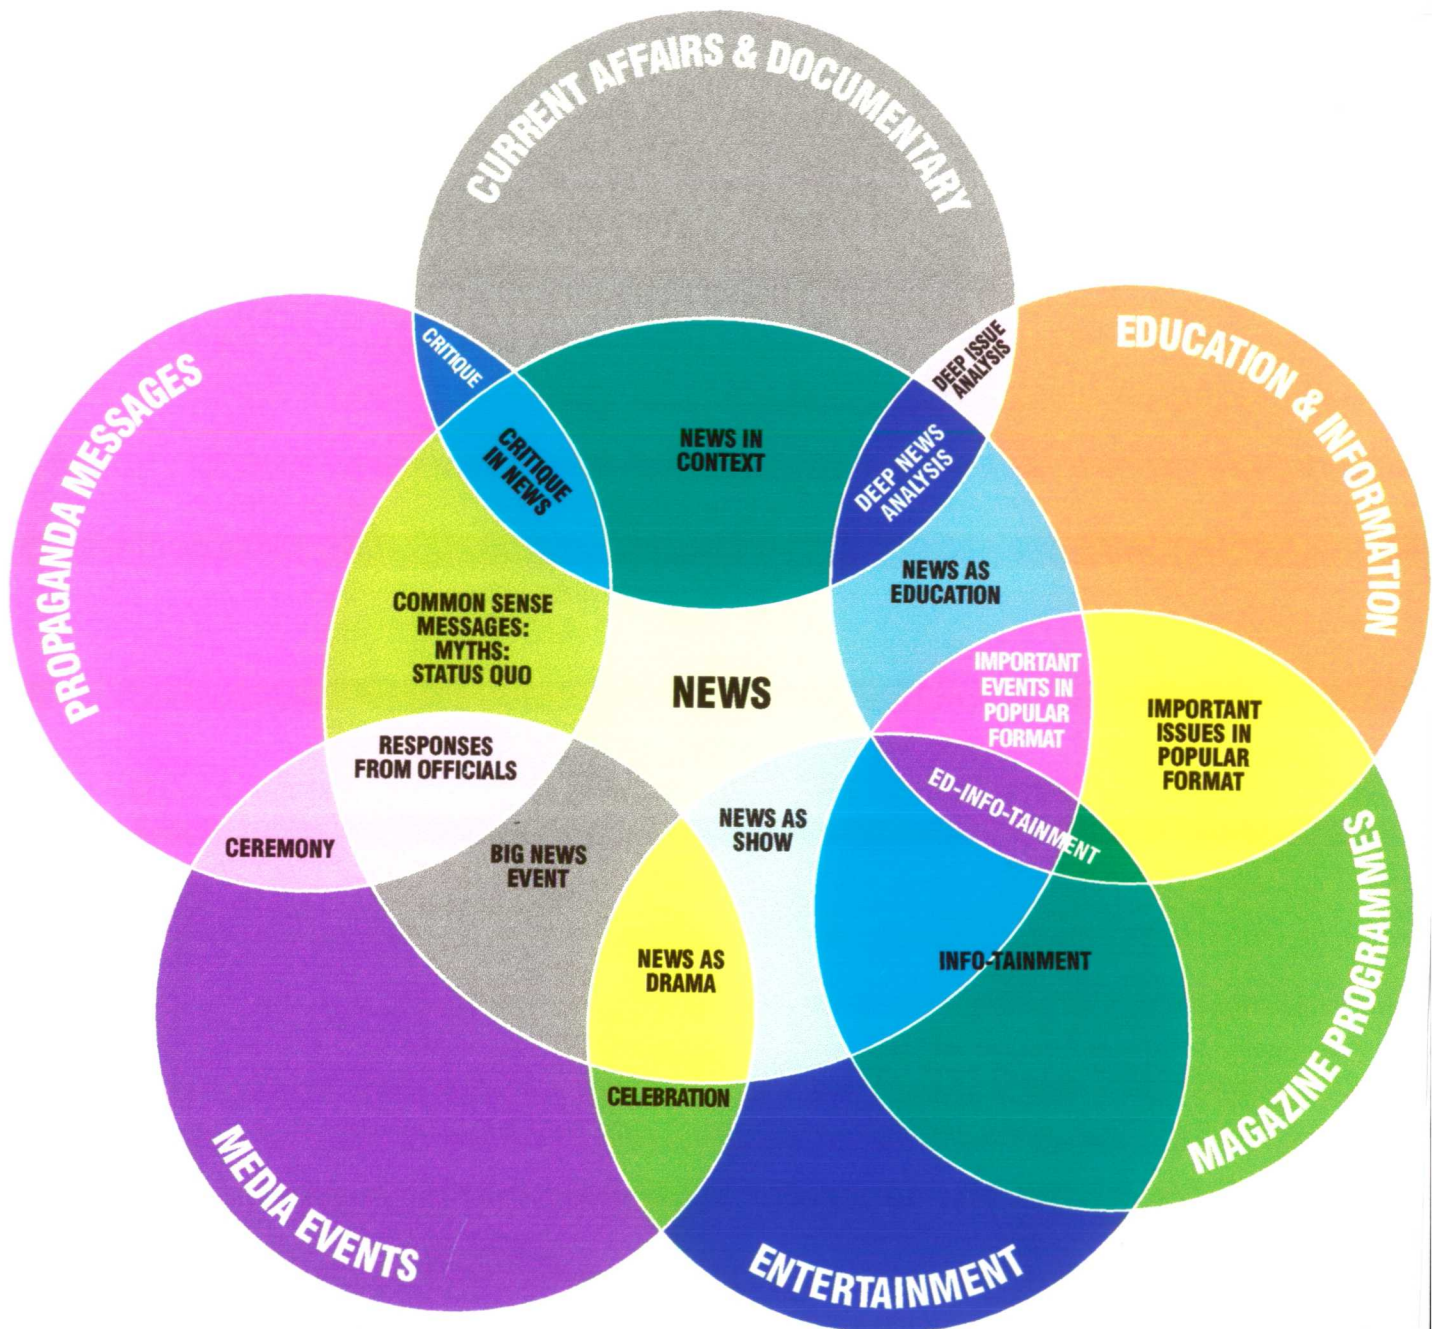 CURRENT AFFAIRS & DOCUMENTARY
PROPAGANDA MESSAGES
EDUCATION & INFORMATION
CRITIQUE
DEEP ISSUE
ANALYSIS
CRITIQUE
IN NEWS
NEWS IN
CONTEXT
DEEP NEWS
ANALYSIS
NEWS AS
EDUCATION
COMMON SENSE
MESSAGES:
MYTHS:
STATUS QUO
NEWS
IMPORTANT
EVENTS IN
POPULAR
FORMAT
IMPORTANT
ISSUES IN
POPULAR
FORMAT
RESPONSES
FROM OFFICIALS
ED-INFO-TAINMENT
CEREMONY
BIG NEWS
EVENT
NEWS AS
SHOW
NEWS AS
DRAMA
INFO-TAINMENT
CELEBRATION
MAGAZINE PROGRAMMES
MEDIA EVENTS
ENTERTAINMENT